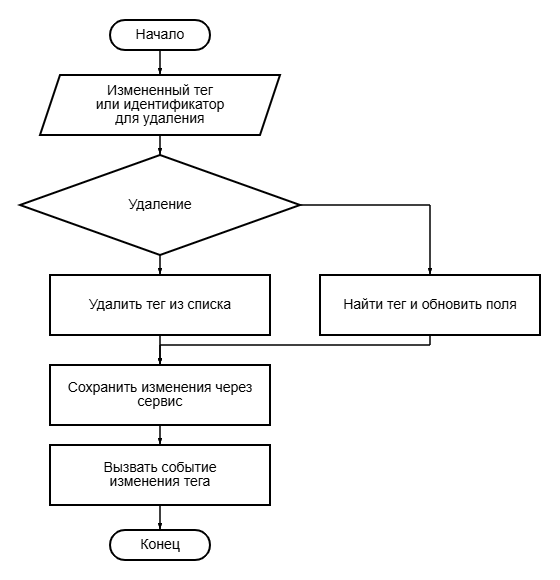 Начало
Измененный тег
или идентификатор
для удаления
Удаление
Удалить тег из списка
Найти тег и обновить поля
Сохранить изменения через
сервис
Вызвать событие
изменения тега
Конец